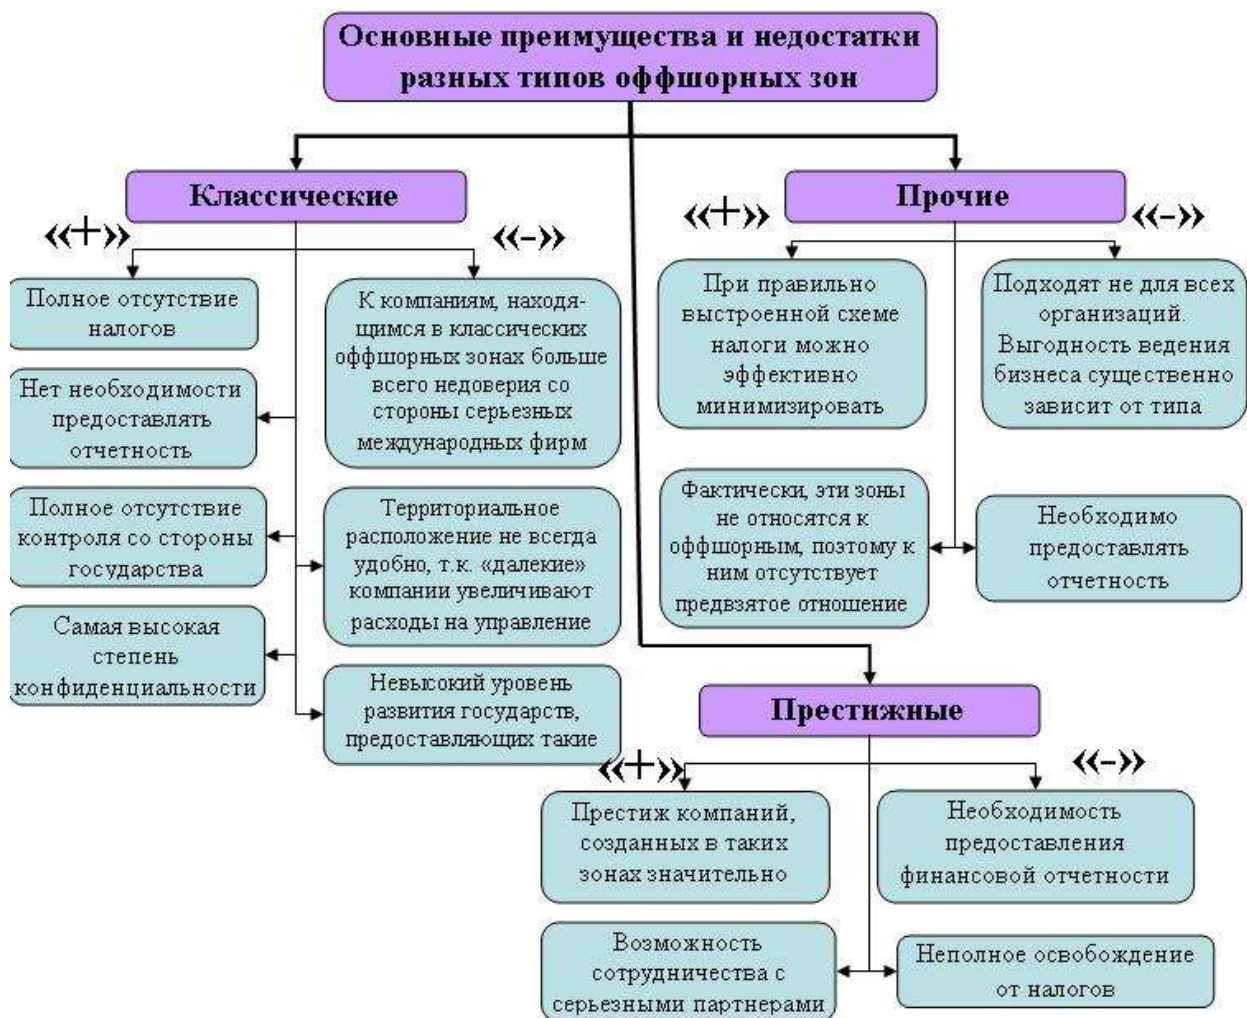 Основные преимущества и недостатки
разных типов оффшорных зон
Классические
«+»
«-»
Полное отсутствие
налогов
Нет необходимости
предоставлять
отчетность
Полное отсутствие
контроля со стороны
государства
Самая высокая
степень
конфиденциальности
К компаниям, находя-
щимся в классических
оффшорных зонах больше
всего недоверия со
стороны серьезных
международных фирм
Территориальное
расположение не всегда
удобно, т.к. «далекие»
компании увеличивают
расходы на управление
Невысокий уровень
развития государств,
предоставляющих такие
Прочие
«+»
«-»
При правильно
выстроенной схеме
налоги можно
эффективно
минимизировать
Фактически, эти зоны
не относятся к
оффшорным, поэтому к
ним отсутствует
предвзятое отношение
Подходят не для всех
организаций.
Выгодность ведения
бизнеса существенно
зависит от типа
Необходимо
предоставлять
отчетность
Престижные
«+»
«-»
Престиж компаний,
созданных в таких
зонах значительно
Возможность
сотрудничества с
серьезными партнерами
Необходимость
предоставления
финансовой отчетности
Неполное освобождение
от налогов